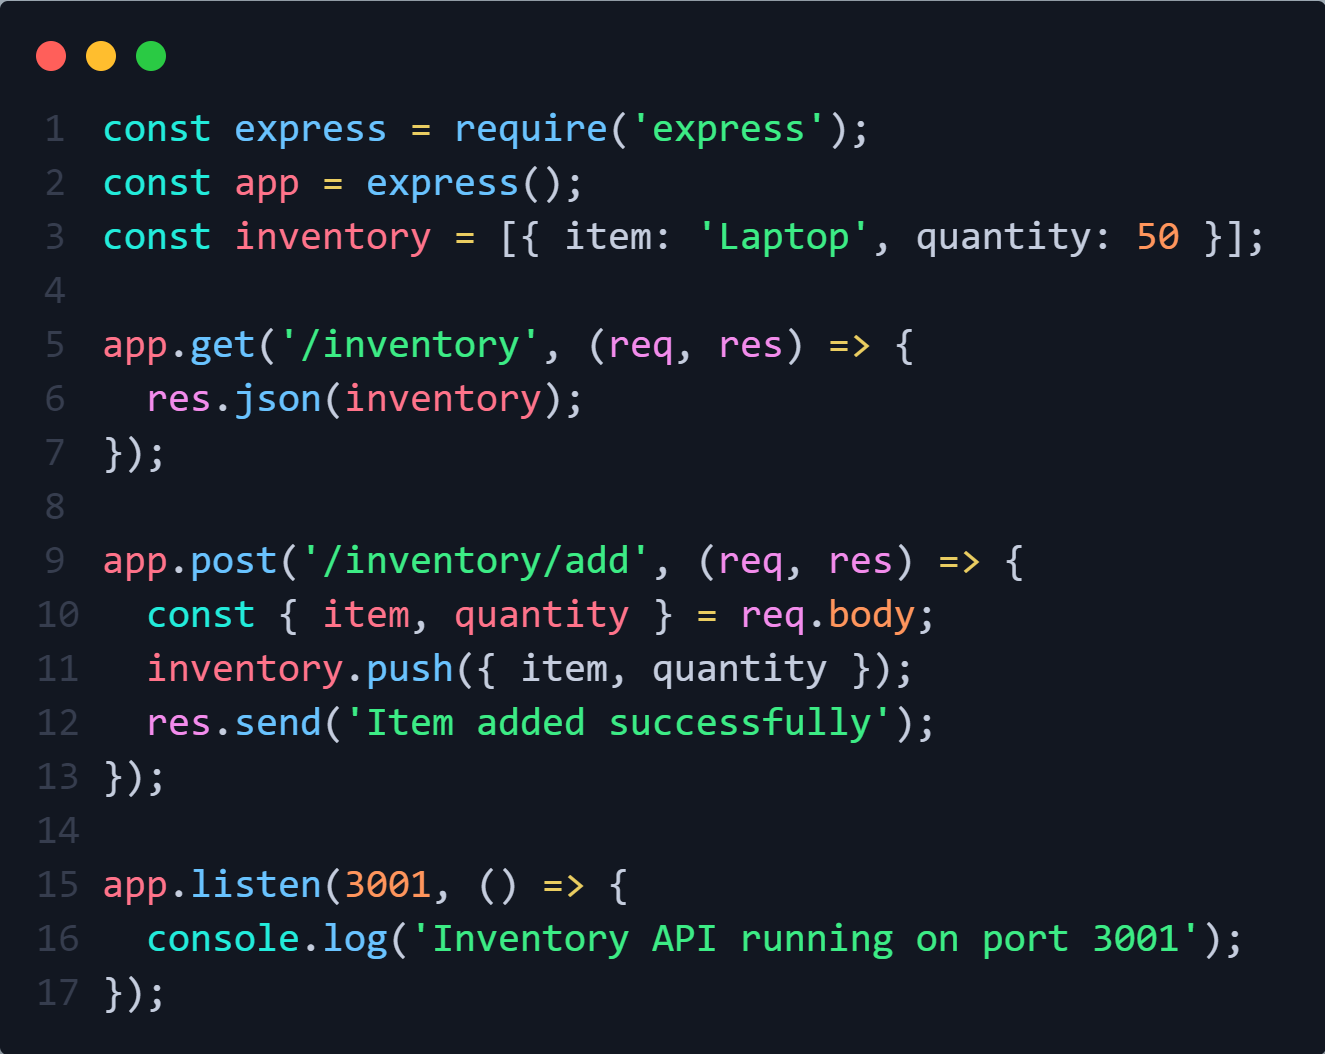 1 const express = require('express');
2 const app = express();
3 const inventory = [{ item: 'Laptop', quantity: 50 }];
4
5 app.get('/inventory', (req, res) => {
6   res.json(inventory);
7 });
8
9 app.post('/inventory/add', (req, res) => {
10   const { item, quantity } = req.body;
11   inventory.push({ item, quantity });
12   res.send('Item added successfully');
13 });
14
15 app.listen(3001, () => {
16   console.log('Inventory API running on port 3001');
17 });